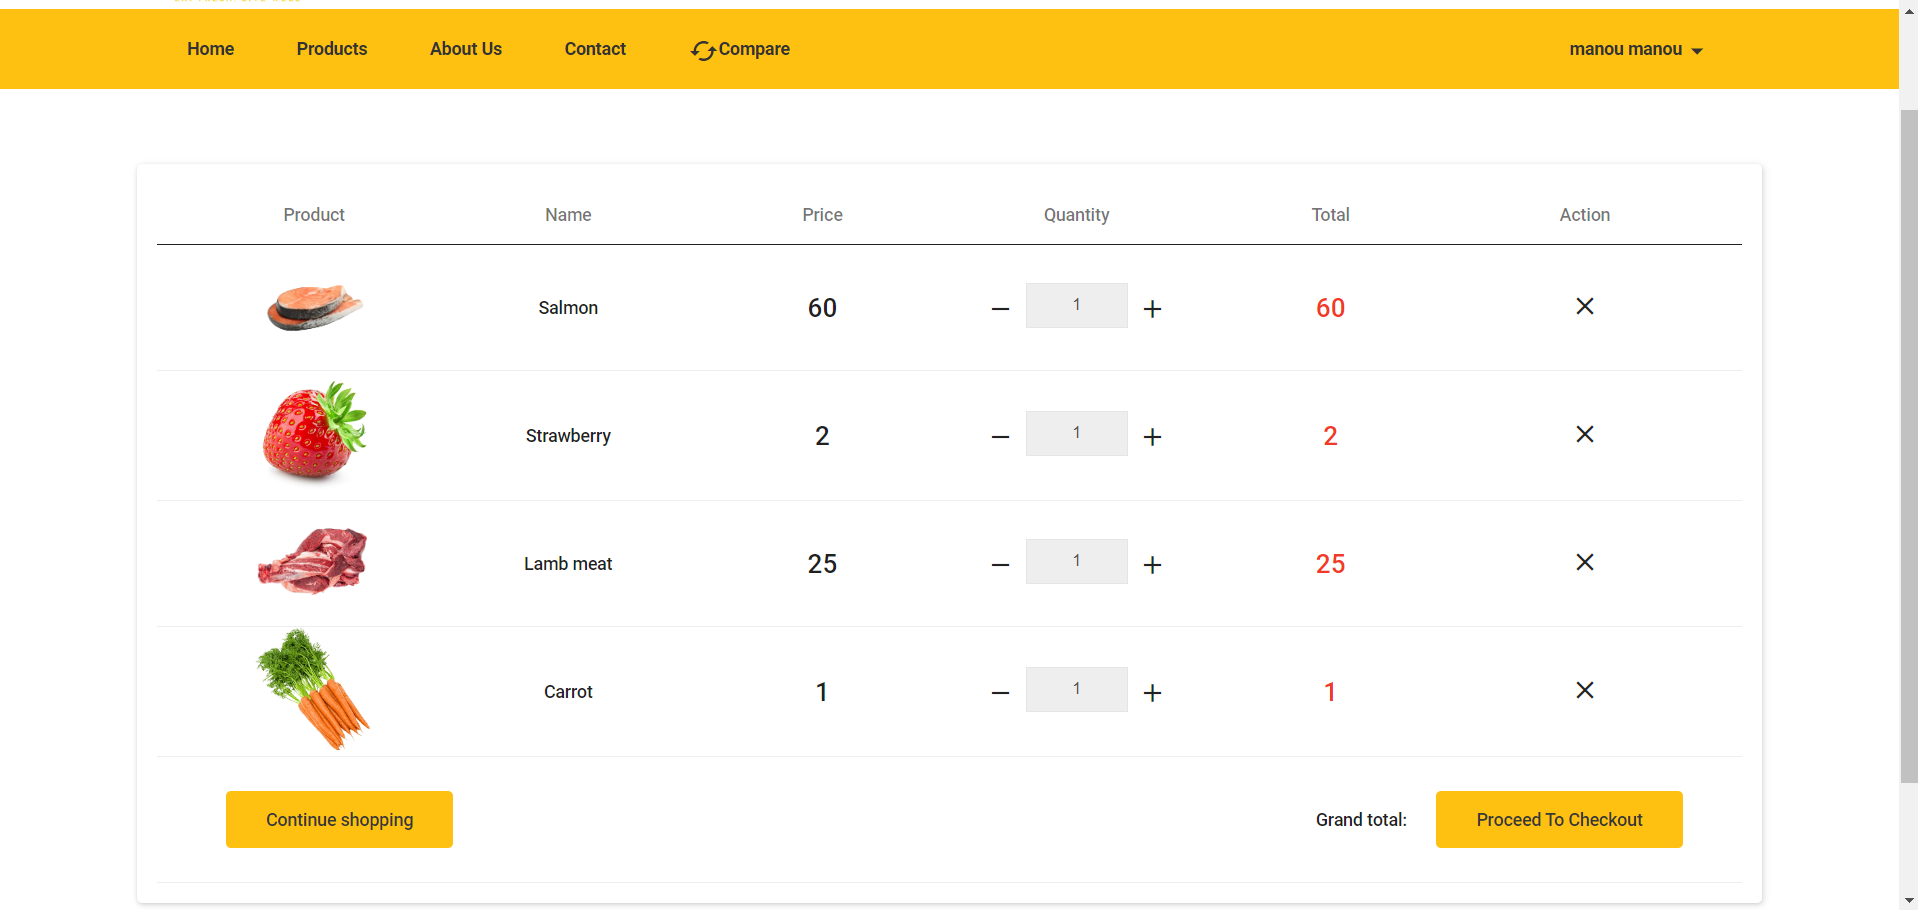 Home Products About Us Contact Compare manou manou
Product Name Price Quantity Total Action
Salmon 60 1 60
Strawberry 2 1 2
Lamb meat 25 1 25
Carrot 1 1 1
Continue shopping Grand total: Proceed To Checkout